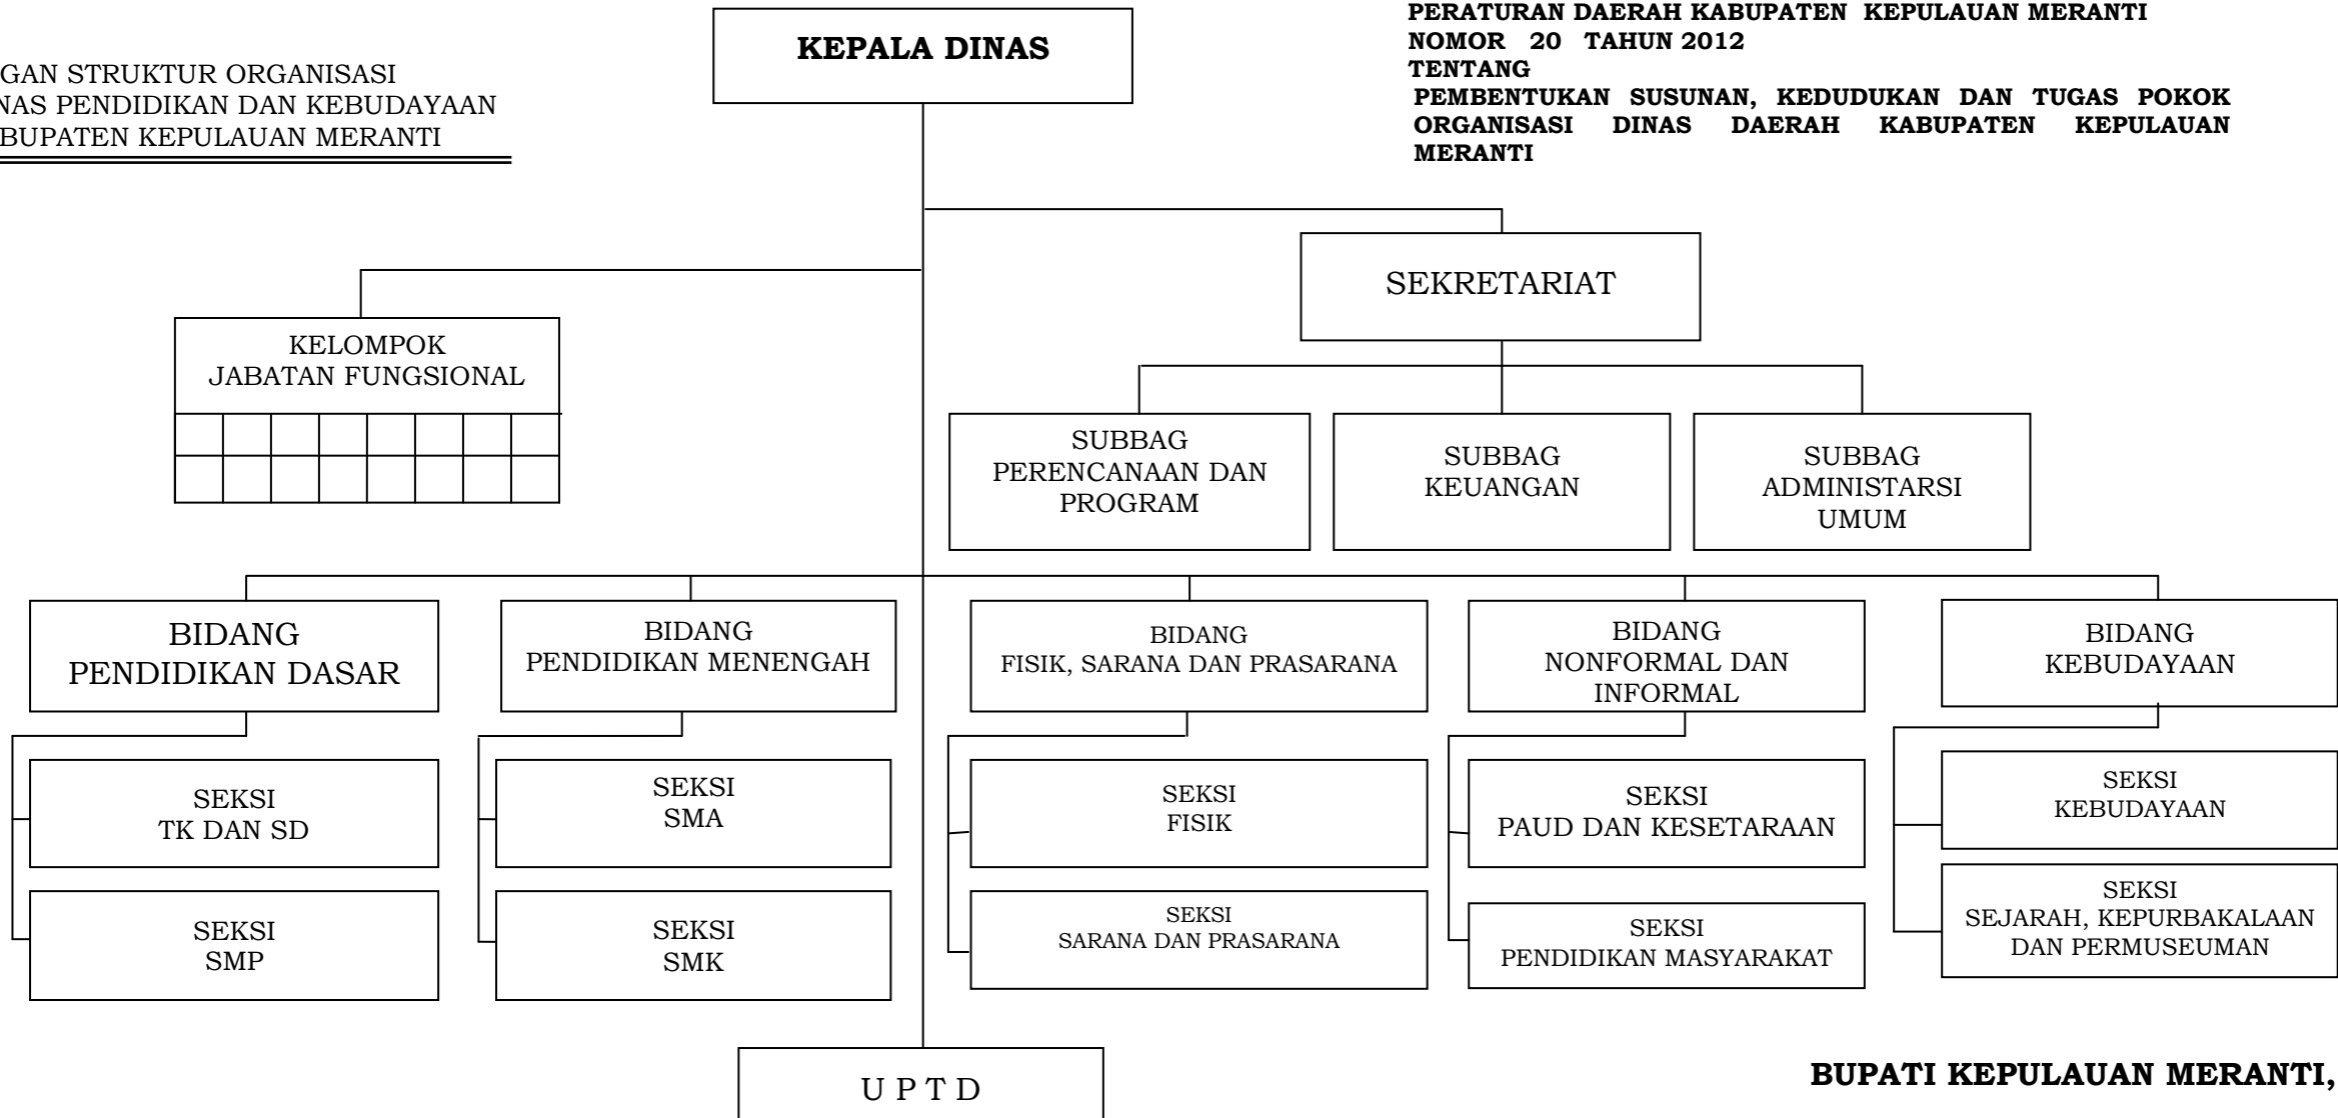 KEPALA DINAS
GAN STRUKTUR ORGANISASI
NAS PENDIDIKAN DAN KEBUDAYAAN
BUPATEN KEPULAUAN MERANTI
PERATURAN DAERAH KABUPATEN KEPULAUAN MERANTI
NOMOR 20 TAHUN 2012
TENTANG
PEMBENTUKAN SUSUNAN, KEDUDUKAN DAN TUGAS POKOK
ORGANISASI DINAS DAERAH KABUPATEN KEPULAUAN
MERANTI
SEKRETARIAT
KELOMPOK
JABATAN FUNGSIONAL
SUBBAG
PERENCANAAN DAN
PROGRAM
SUBBAG
KEUANGAN
SUBBAG
ADMINISTARSI
UMUM
BIDANG
PENDIDIKAN DASAR
BIDANG
PENDIDIKAN MENENGAH
BIDANG
FISIK, SARANA DAN PRASARANA
BIDANG
NONFORMAL DAN
INFORMAL
BIDANG
KEBUDAYAAN
SEKSI
TK DAN SD
SEKSI
SMA
SEKSI
FISIK
SEKSI
PAUD DAN KESETARAAN
SEKSI
KEBUDAYAAN
SEKSI
SMP
SEKSI
SMK
SEKSI
SARANA DAN PRASARANA
SEKSI
PENDIDIKAN MASYARAKAT
SEKSI
SEJARAH, KEPURBAKALAAN
DAN PERMUSEUMAN
U P T D
BUPATI KEPULAUAN MERANTI,